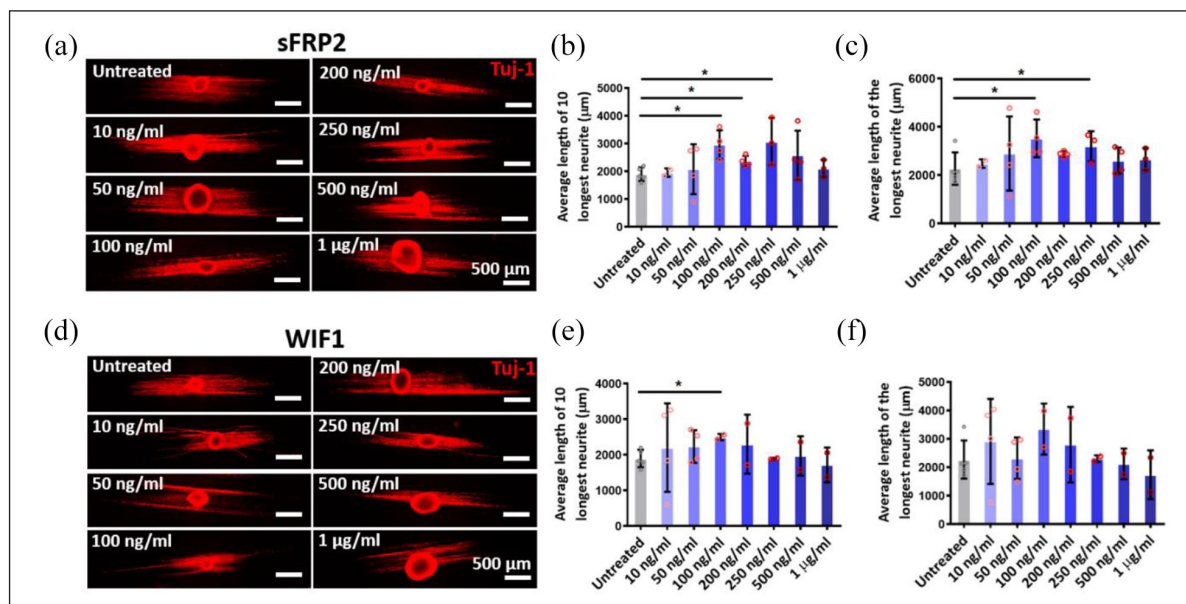 (a)
sFRP2
Untreated
200 ng/ml
Tuj-1
10 ng/ml
250 ng/ml
50 ng/ml
500 ng/ml
100 ng/ml
1 µg/ml
500 µm
(b)
Average length of 10
longest neurite (µm)
5000
4000
3000
2000
1000
0
*
*
*
Untreated
10 ng/ml
50 ng/ml
100 ng/ml
200 ng/ml
250 ng/ml
500 ng/ml
1 µg/ml
(c)
Average length of the
longest neurite (µm)
6000
4000
2000
0
*
*
Untreated
10 ng/ml
50 ng/ml
100 ng/ml
200 ng/ml
250 ng/ml
500 ng/ml
1 µg/ml
(d)
WIF1
Untreated
200 ng/ml
Tuj-1
10 ng/ml
250 ng/ml
50 ng/ml
500 ng/ml
100 ng/ml
1 µg/ml
500 µm
(e)
Average length of 10
longest neurite (µm)
4000
3000
2000
1000
0
*
Untreated
10 ng/ml
50 ng/ml
100 ng/ml
200 ng/ml
250 ng/ml
500 ng/ml
1 µg/ml
(f)
Average length of the
longest neurite (µm)
5000
4000
3000
2000
1000
0
Untreated
10 ng/ml
50 ng/ml
100 ng/ml
200 ng/ml
250 ng/ml
500 ng/ml
1 µg/ml